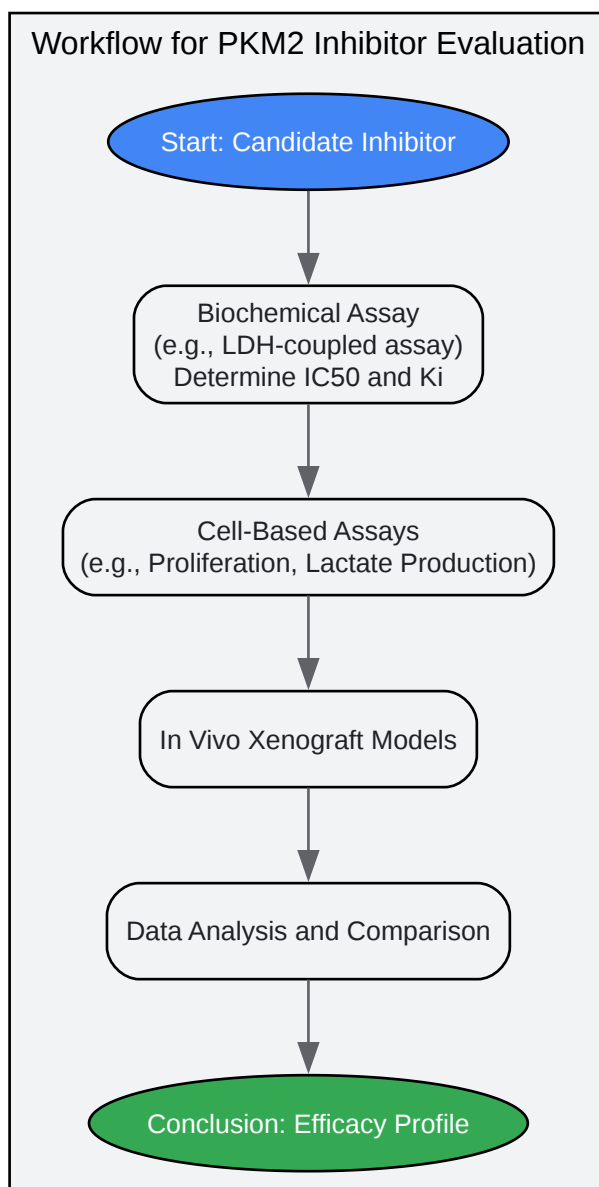 Workflow for PKM2 Inhibitor Evaluation
Start: Candidate Inhibitor
Biochemical Assay
(e.g., LDH-coupled assay)
Determine IC50 and Ki
Cell-Based Assays
(e.g., Proliferation, Lactate Production)
In Vivo Xenograft Models
Data Analysis and Comparison
Conclusion: Efficacy Profile